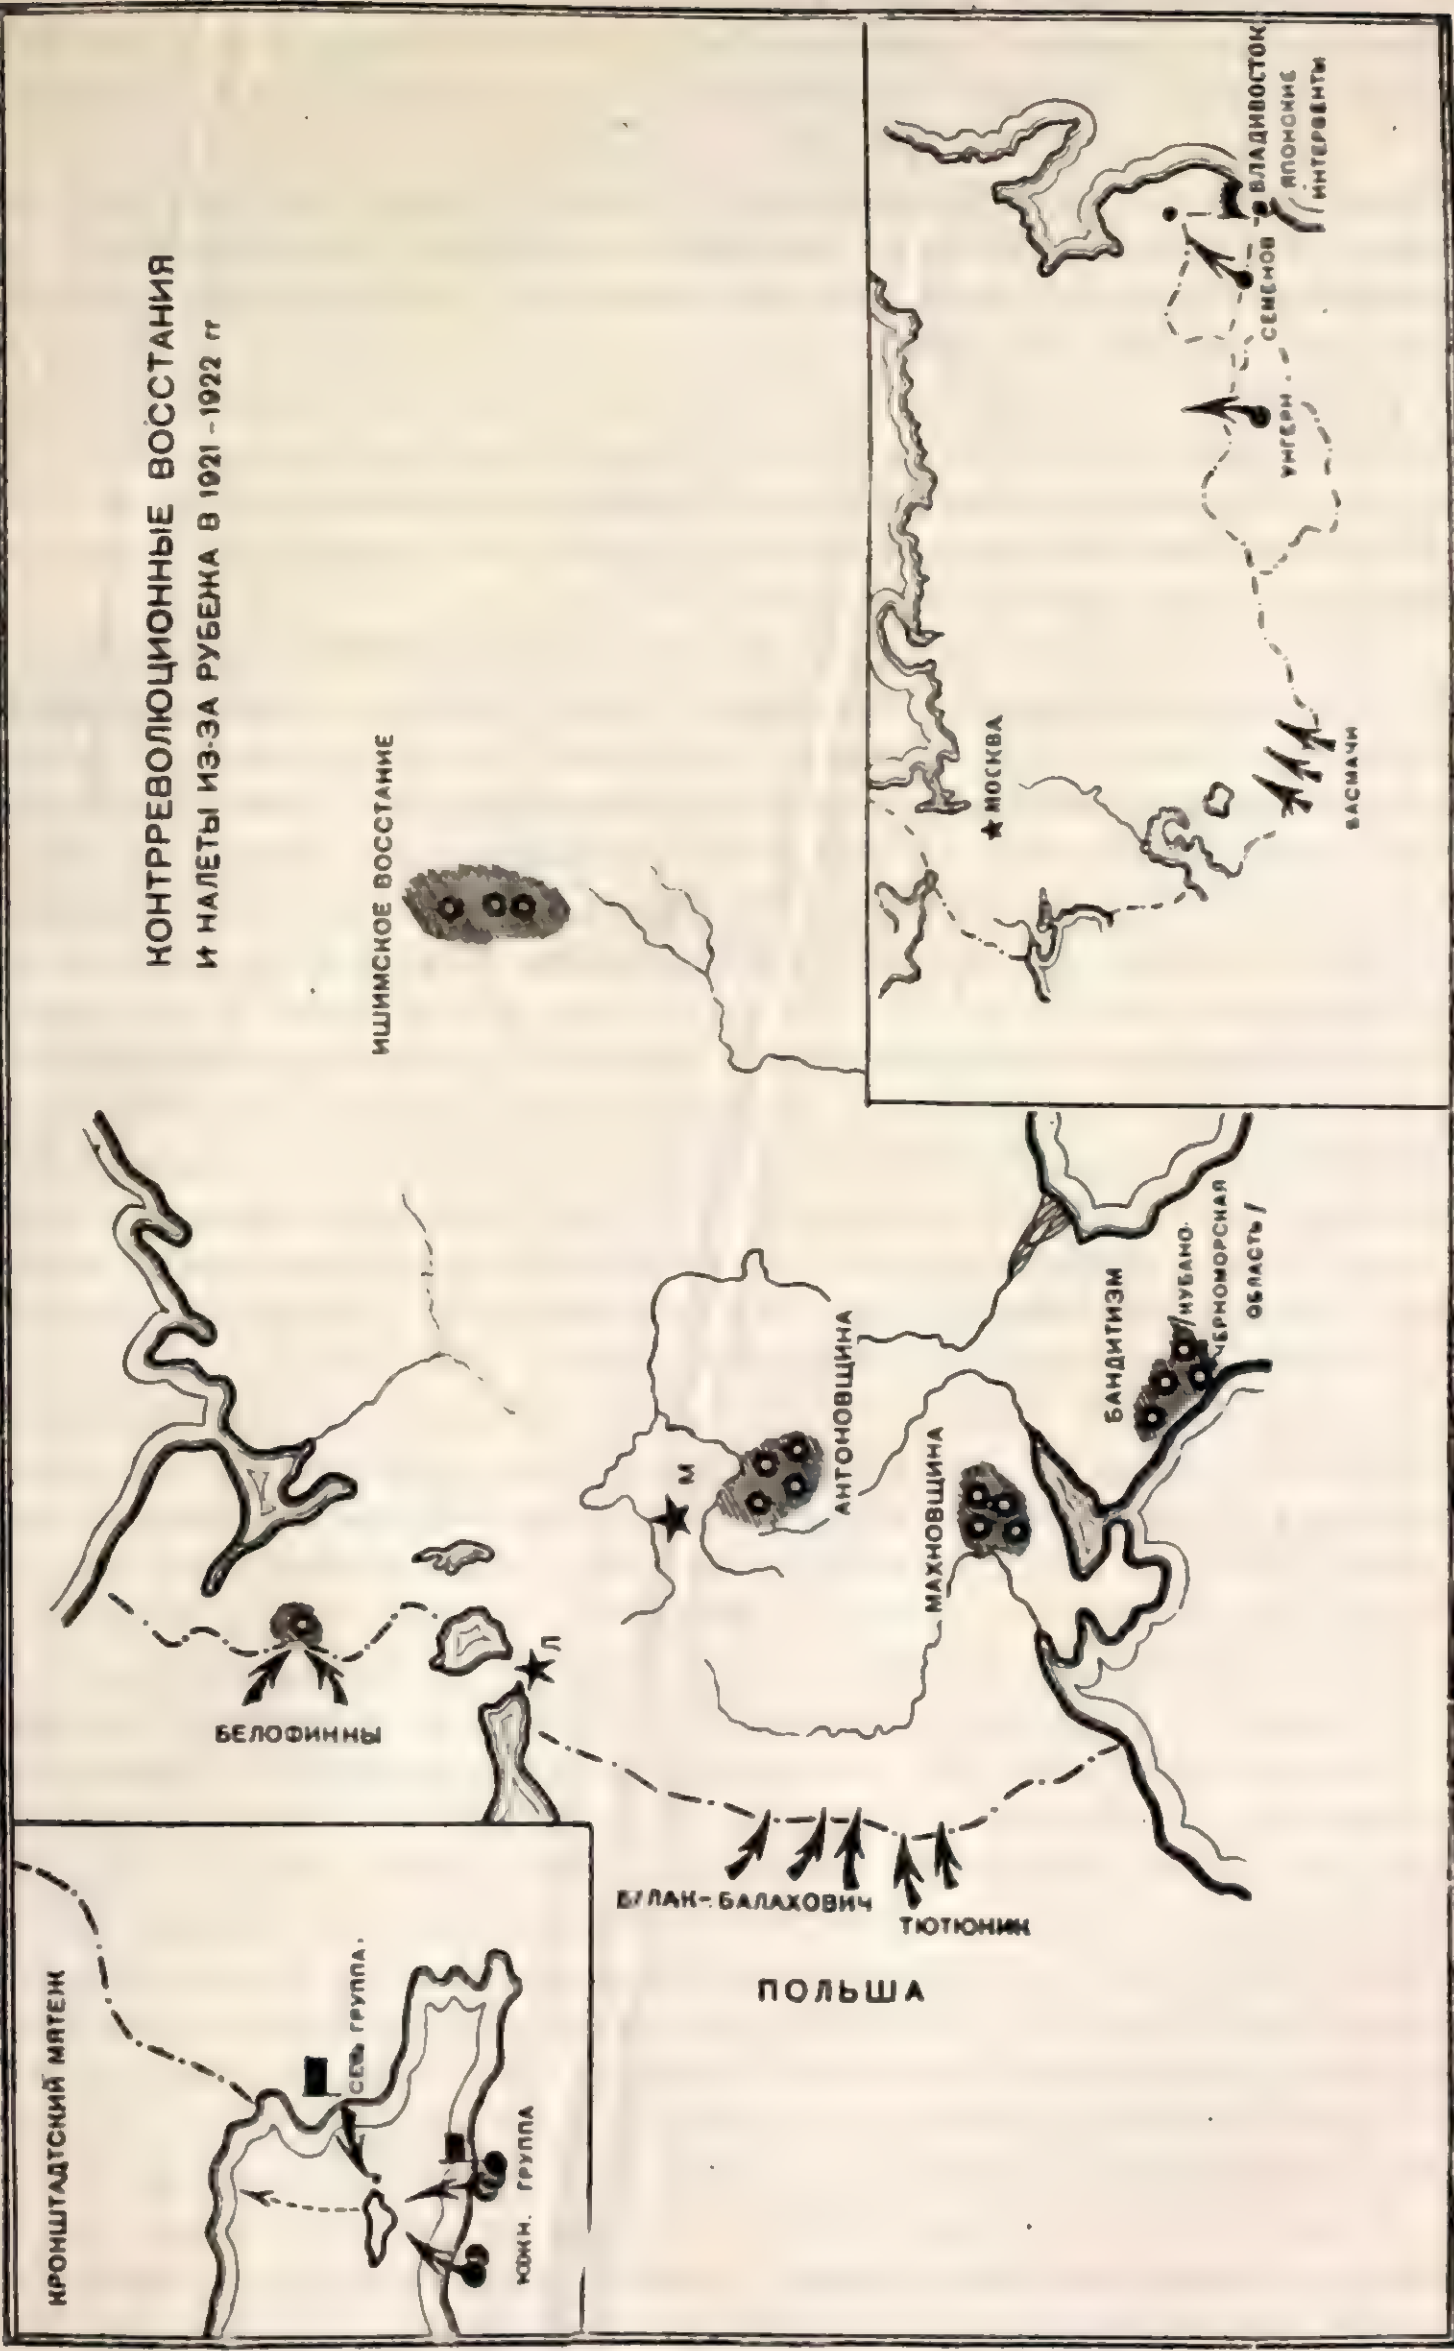 КОНТРРЕВОЛЮЦИОННЫЕ ВОССТАНИЯ
И НАЛЕТЫ ИЗ-ЗА РУБЕЖА В 1921-1922 гг
КРОНШТАДТСКИЙ МЯТЕЖ
СЕВ ГРУППА.
ЮЖН. ГРУППА
БЕЛОФИННЫ
Л
ИШИМСКОЕ ВОССТАНИЕ
М
БУЛАК-БАЛАХОВИЧ
ТЮТЮНИК
ПОЛЬША
АНТОНОВЩИНА
МАХНОВЩИНА
БАНДИТИЗМ
/КУБАНО-
ЧЕРНОМОРСКАЯ
ОБЛАСТЬ/
МОСКВА
БАСМАЧИ
УНГЕРН
СЕМЕНОВ
ВЛАДИВОСТОК
ЯПОНСКИЕ
ИНТЕРВЕНТЫ